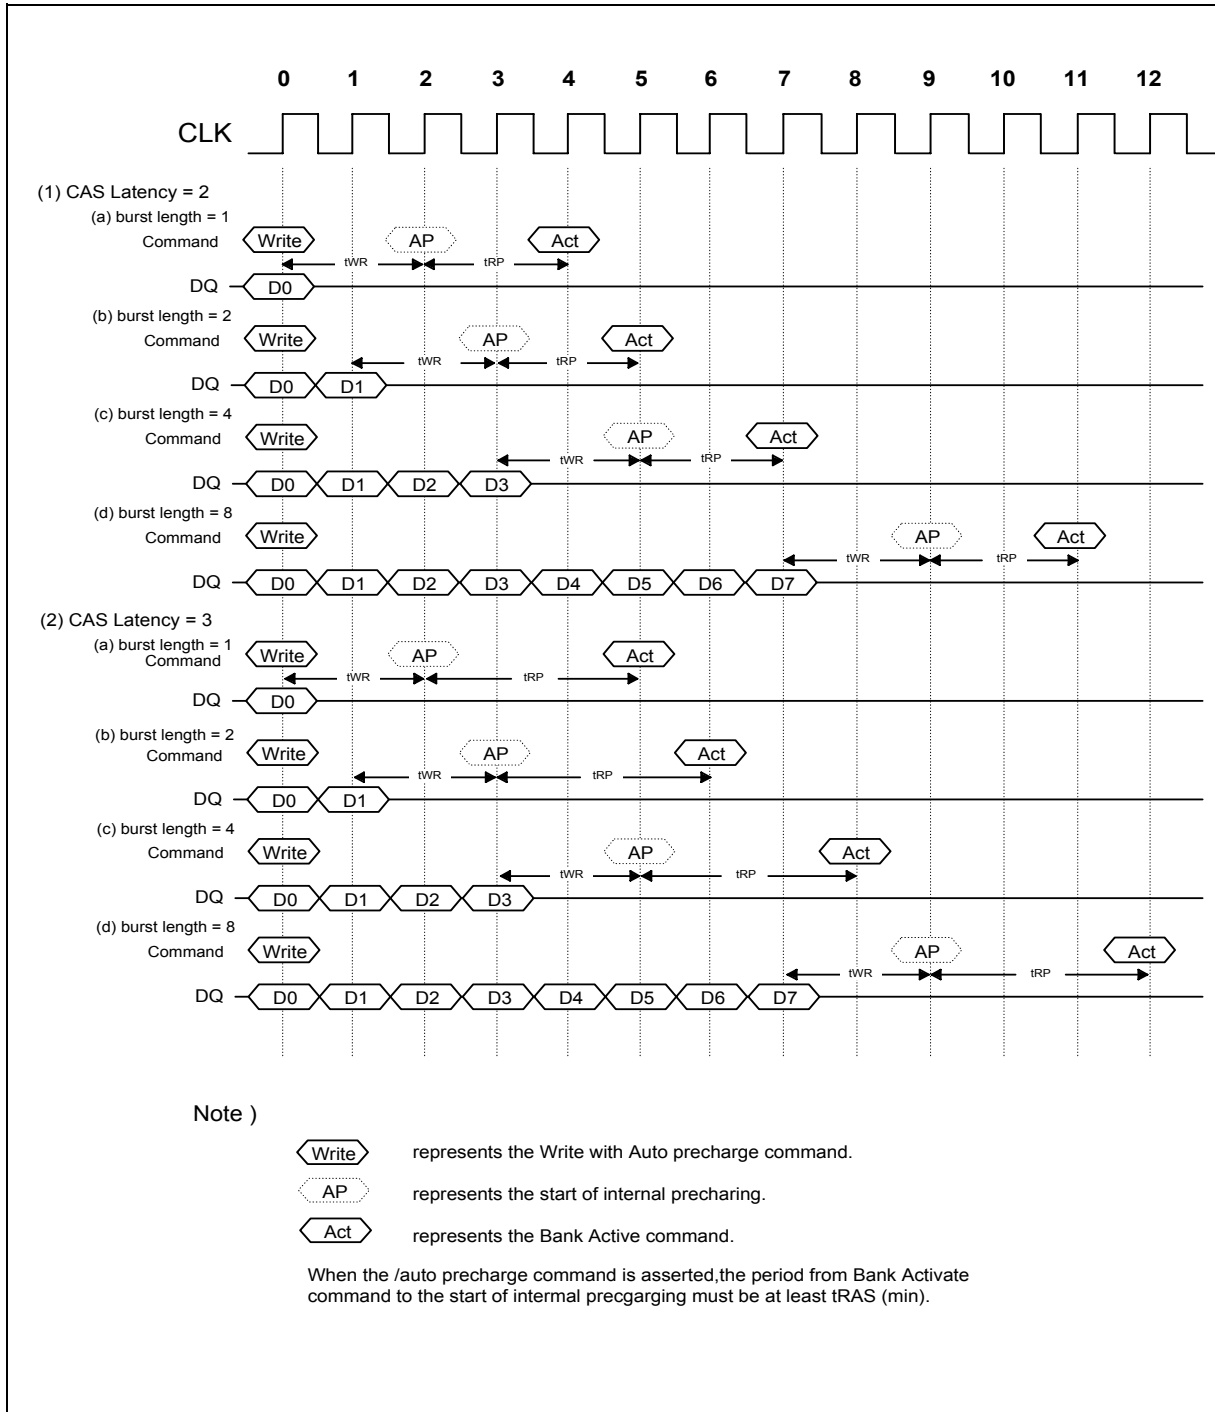 0 1 2 3 4 5 6 7 8 9 10 11 12
CLK
(1) CAS Latency = 2
(a) burst length = 1
Command Write AP Act
tWR tRP
DQ D0
(b) burst length = 2
Command Write AP Act
tWR tRP
DQ D0 D1
(c) burst length = 4
Command Write AP Act
tWR tRP
DQ D0 D1 D2 D3
(d) burst length = 8
Command Write AP Act
tWR tRP
DQ D0 D1 D2 D3 D4 D5 D6 D7
(2) CAS Latency = 3
(a) burst length = 1
Command Write AP Act
tWR tRP
DQ D0
(b) burst length = 2
Command Write AP Act
tWR tRP
DQ D0 D1
(c) burst length = 4
Command Write AP Act
tWR tRP
DQ D0 D1 D2 D3
(d) burst length = 8
Command Write AP Act
tWR tRP
DQ D0 D1 D2 D3 D4 D5 D6 D7
Note )
Write represents the Write with Auto precharge command.
AP represents the start of internal precharing.
Act represents the Bank Active command.
When the /auto precharge command is asserted,the period from Bank Activate
command to the start of intermal precgarging must be at least tRAS (min).